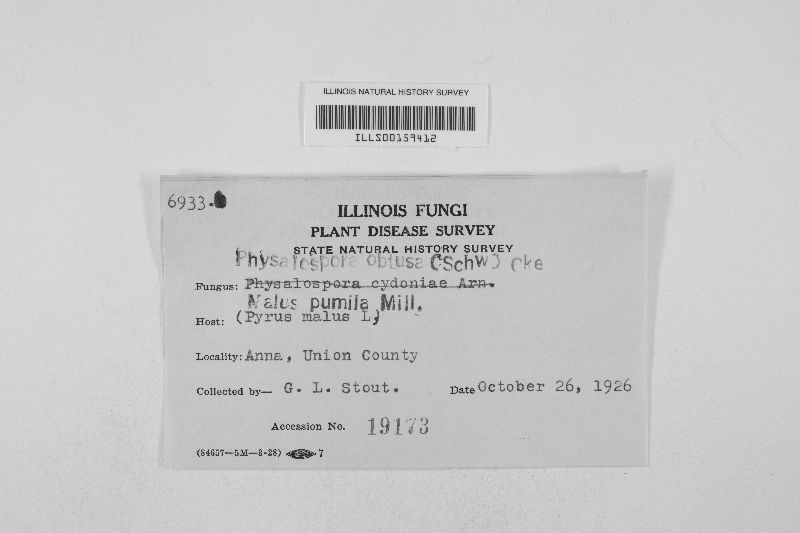 ILLINOIS NATURAL HISTORY SURVEY
ILLS00159412
6933.
ILLINOIS FUNGI
PLANT DISEASE SURVEY
STATE NATURAL HISTORY SURVEY
Physalospora obtusa (Schw) cke
Fungus: Physalospora cydoniae Arn.
Malus pumila Mill.
Host: (Pyrus malus L)
Locality: Anna, Union County
Collected by— G. L. Stout. Date October 26, 1926
Accession No. 19173
(84657—5M—2-28) 7